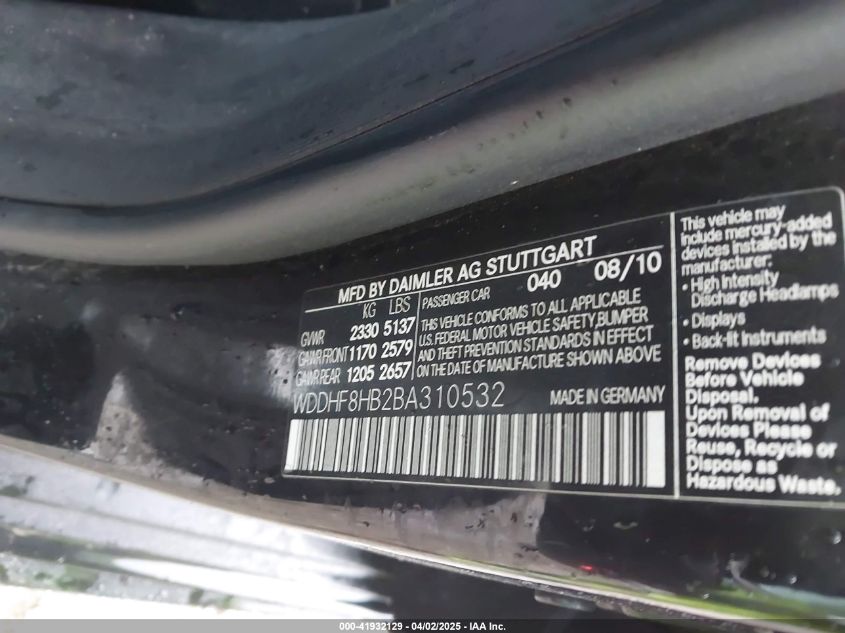 MFD BY DAIMLER AG STUTTGART
KG LBS
GVWR 2330 5137
GAWR FRONT 1170 2579
GAWR REAR 1205 2657
PASSENGER CAR 040 08/10
THIS VEHICLE CONFORMS TO ALL APPLICABLE
U.S. FEDERAL MOTOR VEHICLE SAFETY, BUMPER
AND THEFT PREVENTION STANDARDS IN EFFECT
ON THE DATE OF MANUFACTURE SHOWN ABOVE
WDDHF8HB2BA310532
MADE IN GERMANY
This vehicle may
include mercury-added
devices installed by the
manufacturer:
• High Intensity
Discharge Headlamps
• Displays
• Back-lit Instruments
Remove Devices
Before Vehicle
Disposal.
Upon Removal of
Devices Please
Reuse, Recycle or
Dispose as
Hazardous Waste.
000-41932129 - 04/02/2025 - IAA Inc.